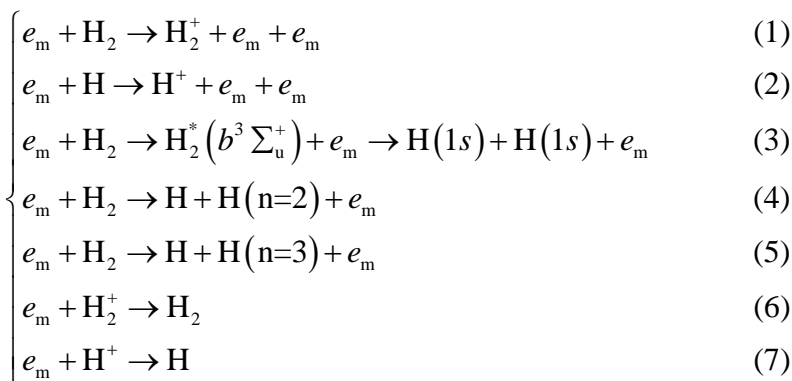 e_m + H_2 → H_2^+ + e_m + e_m (1)
e_m + H → H^+ + e_m + e_m (2)
e_m + H_2 → H_2^* (b^3 ∑_u^+) + e_m → H(1s) + H(1s) + e_m (3)
e_m + H_2 → H + H(n=2) + e_m (4)
e_m + H_2 → H + H(n=3) + e_m (5)
e_m + H_2^+ → H_2 (6)
e_m + H^+ → H (7)